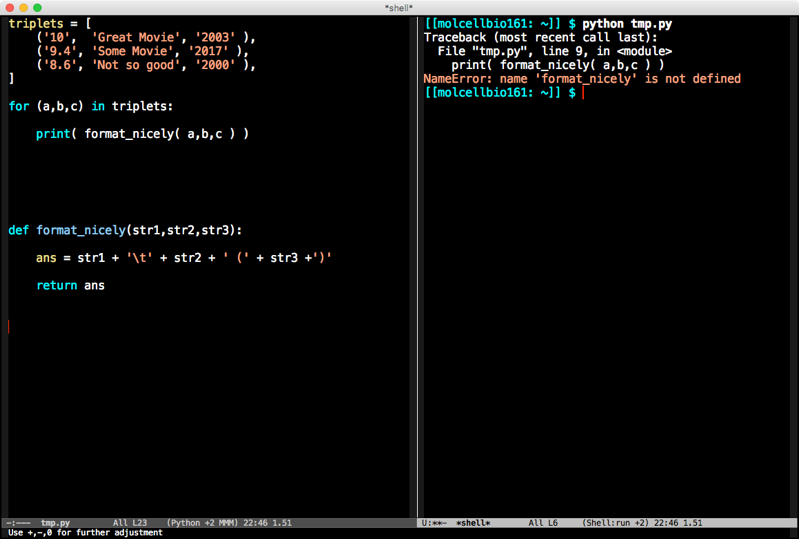 *shell*
triplets = [
    ('10',  'Great Movie', '2003' ),
    ('9.4', 'Some Movie', '2017' ),
    ('8.6', 'Not so good', '2000' ),
]
for (a,b,c) in triplets:
    print( format_nicely( a,b,c ) )
def format_nicely(str1,str2,str3):
    ans = str1 + '\t' + str2 + ' (' + str3 +')'
    return ans
-:---  tmp.py       All L23    (Python +2 MMM) 22:46 1.51
[[molcellbio161: ~]] $ python tmp.py
Traceback (most recent call last):
  File "tmp.py", line 9, in <module>
    print( format_nicely( a,b,c ) )
NameError: name 'format_nicely' is not defined
[[molcellbio161: ~]] $
U:**-  *shell*       All L6     (Shell:run +2) 22:46 1.51
Use +,-,0 for further adjustment